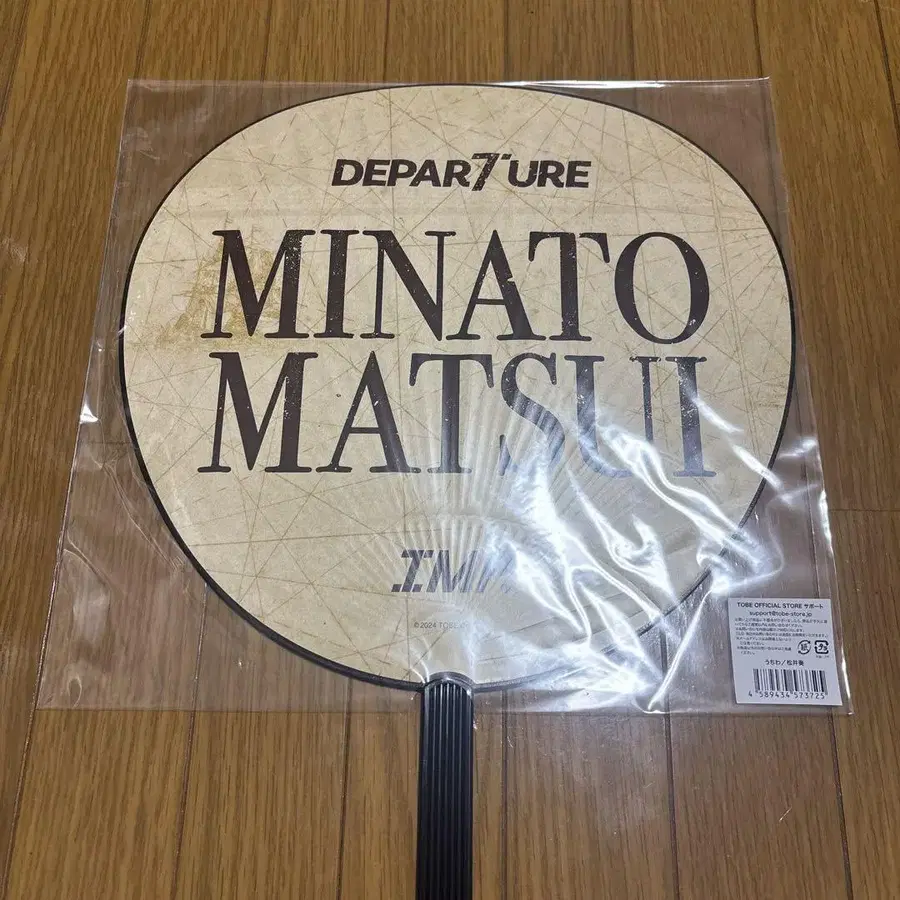 DEPAR7URE
MINATO
MATSUI
IMP.
©2024 TOBE
TOBE OFFICIAL STORE サポート
support@tobe-store.jp
うちわ／松井奏
4 589434 573725